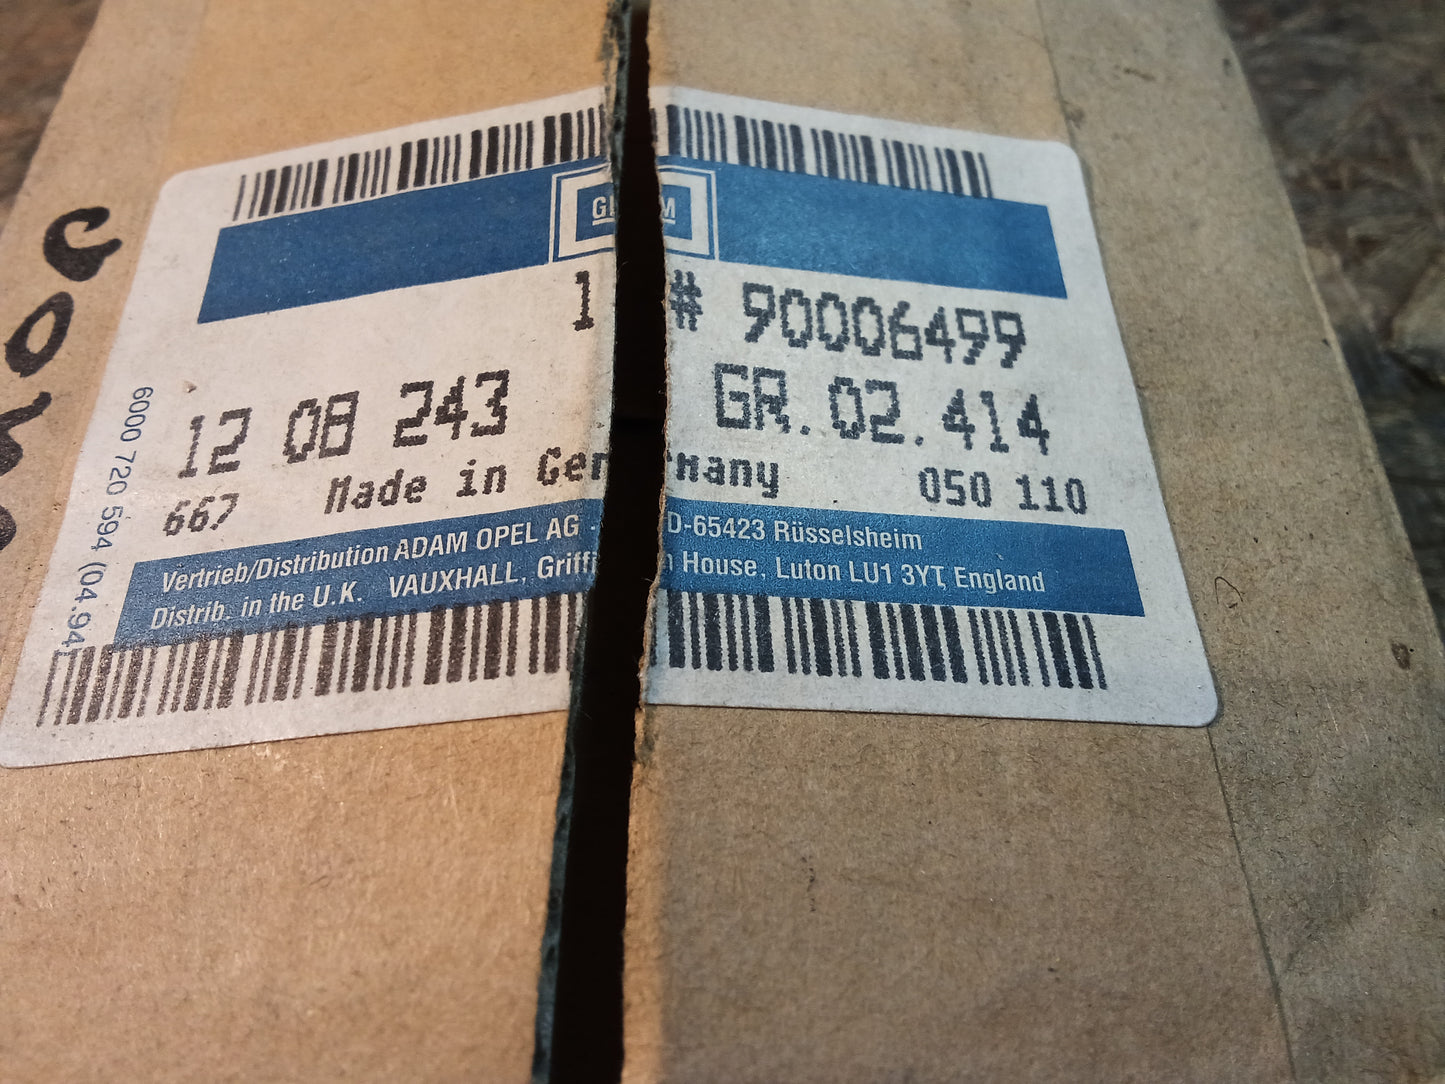 GM
1 # 90006499
12 08 243 GR. 02. 414
667 Made in Germany 050 110
Vertrieb/Distribution ADAM OPEL AG - D-65423 Rüsselsheim
Distrib. in the U.K. VAUXHALL, Griffi n House, Luton LU1 3YT, England
6000 720 594 (04.94)